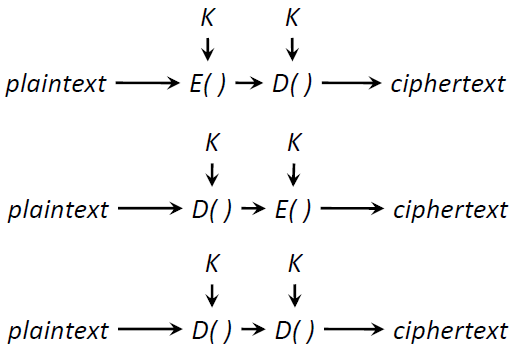 K K
plaintext E( ) D( ) ciphertext
K K
plaintext D( ) E( ) ciphertext
K K
plaintext D( ) D( ) ciphertext